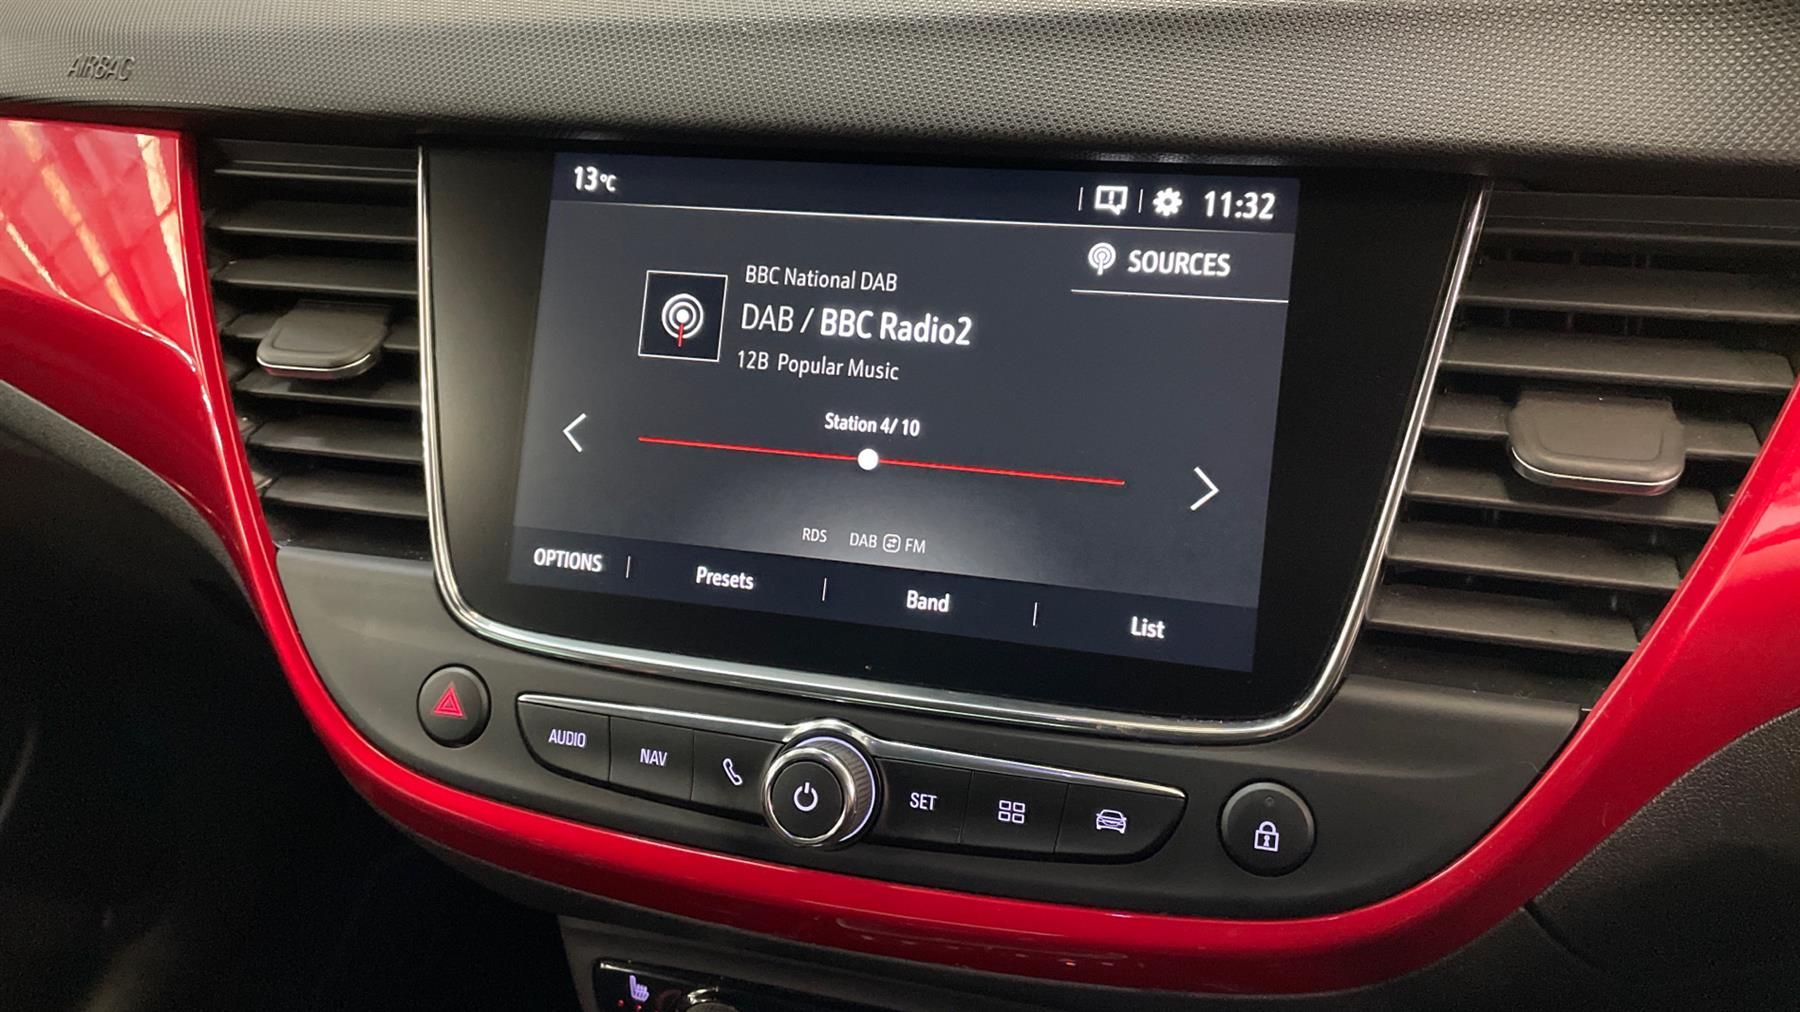 AIRBAG
13°C
11:32
SOURCES
BBC National DAB
DAB / BBC Radio2
12B Popular Music
Station 4/10
RDS DAB FM
OPTIONS | Presets | Band | List
AUDIO NAV SET